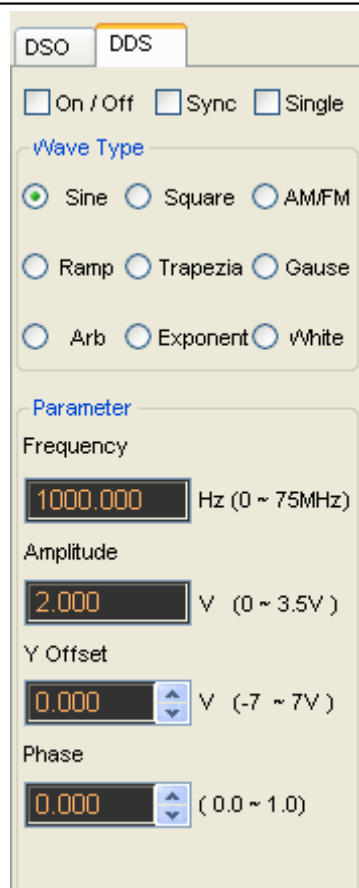 DSO DDS
On / Off Sync Single
Wave Type
Sine Square AM/FM
Ramp Trapezia Gause
Arb Exponent White
Parameter
Frequency
1000.000 Hz (0 ~ 75MHz)
Amplitude
2.000 V (0 ~ 3.5V )
Y Offset
0.000 V (-7 ~ 7V )
Phase
0.000 ( 0.0 ~ 1.0)